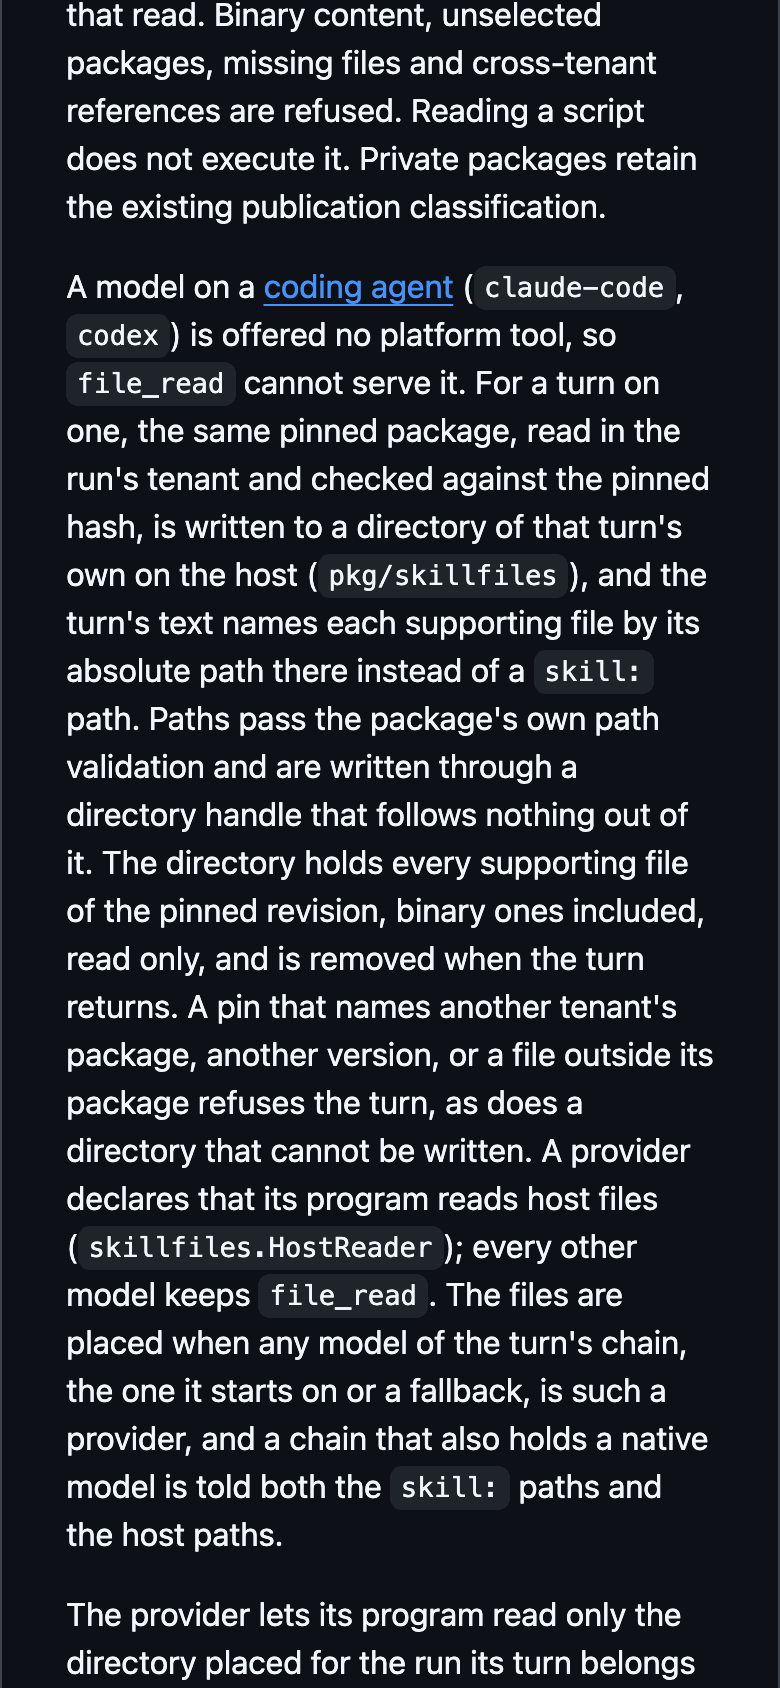 that read. Binary content, unselected
packages, missing files and cross-tenant
references are refused. Reading a script
does not execute it. Private packages retain
the existing publication classification.
A model on a coding agent ( claude-code ,
codex ) is offered no platform tool, so
file_read cannot serve it. For a turn on
one, the same pinned package, read in the
run's tenant and checked against the pinned
hash, is written to a directory of that turn's
own on the host ( pkg/skillfiles ), and the
turn's text names each supporting file by its
absolute path there instead of a skill:
path. Paths pass the package's own path
validation and are written through a
directory handle that follows nothing out of
it. The directory holds every supporting file
of the pinned revision, binary ones included,
read only, and is removed when the turn
returns. A pin that names another tenant's
package, another version, or a file outside its
package refuses the turn, as does a
directory that cannot be written. A provider
declares that its program reads host files
( skillfiles.HostReader ); every other
model keeps file_read . The files are
placed when any model of the turn's chain,
the one it starts on or a fallback, is such a
provider, and a chain that also holds a native
model is told both the skill: paths and
the host paths.
The provider lets its program read only the
directory placed for the run its turn belongs